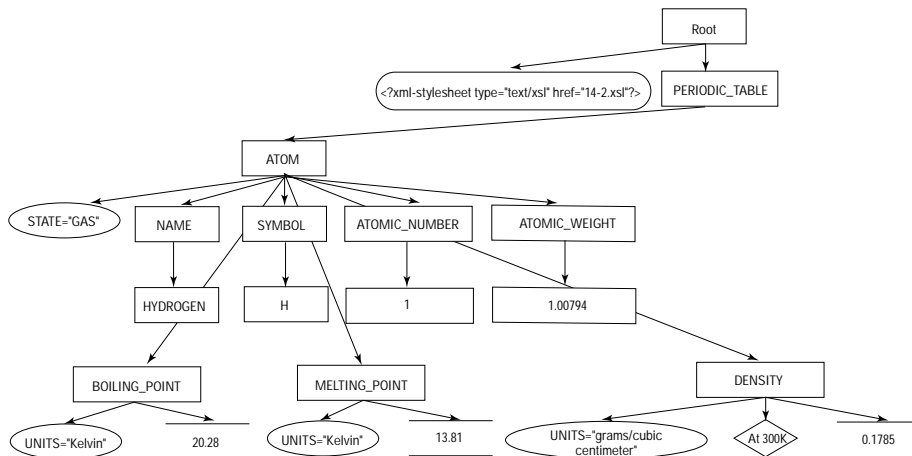 Root
<?xml-stylesheet type="text/xsl" href="14-2.xsl"?>
PERIODIC_TABLE
ATOM
STATE="GAS"
NAME
SYMBOL
ATOMIC_NUMBER
ATOMIC_WEIGHT
HYDROGEN
H
1
1.00794
BOILING_POINT
MELTING_POINT
DENSITY
UNITS="Kelvin"
20.28
UNITS="Kelvin"
13.81
UNITS="grams/cubic
centimeter"
At 300K
0.1785